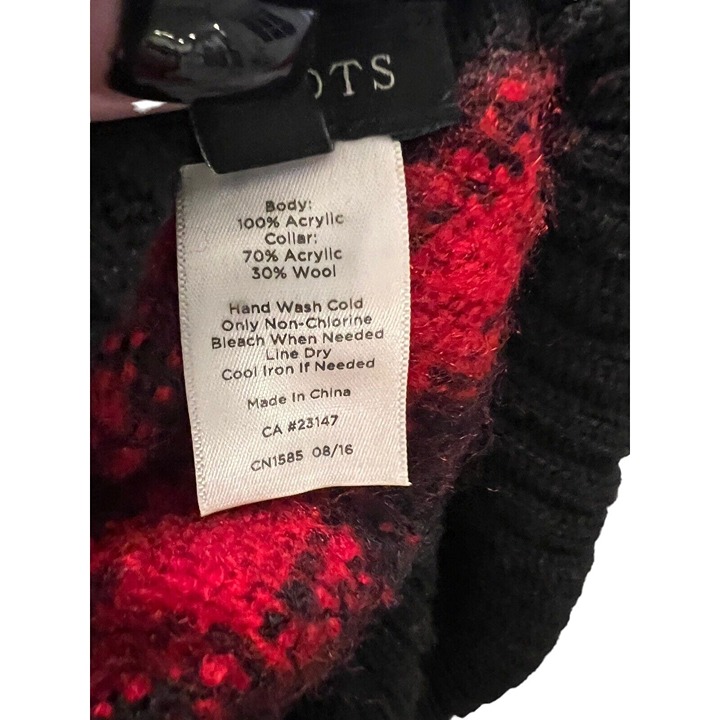 OTS
Body:
100% Acrylic
Collar:
70% Acrylic
30% Wool
Hand Wash Cold
Only Non-Chlorine
Bleach When Needed
Line Dry
Cool Iron If Needed
Made In China
CA #23147
CN1585 08/16